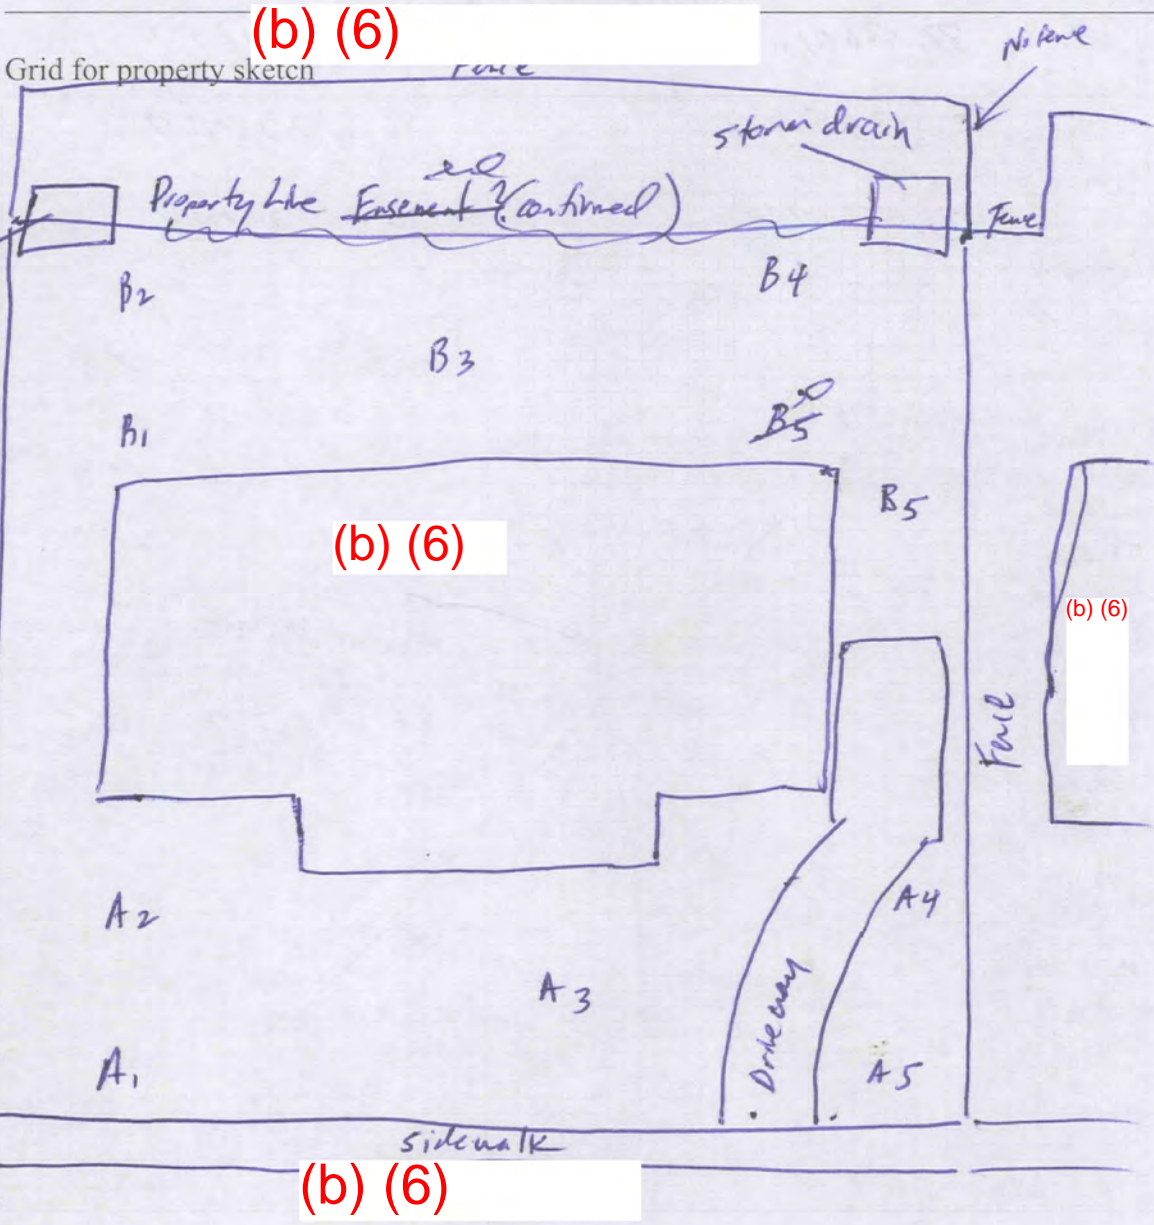 (b) (6)
No fence
Grid for property sketch
Fence
storm drain
Property Line Easement? (confirmed)
Fence
B2
B4
B3
B1
B5
B5
(b) (6)
(b) (6)
Fence
A2
A4
A3
Driveway
A1
A5
sidewalk
(b) (6)